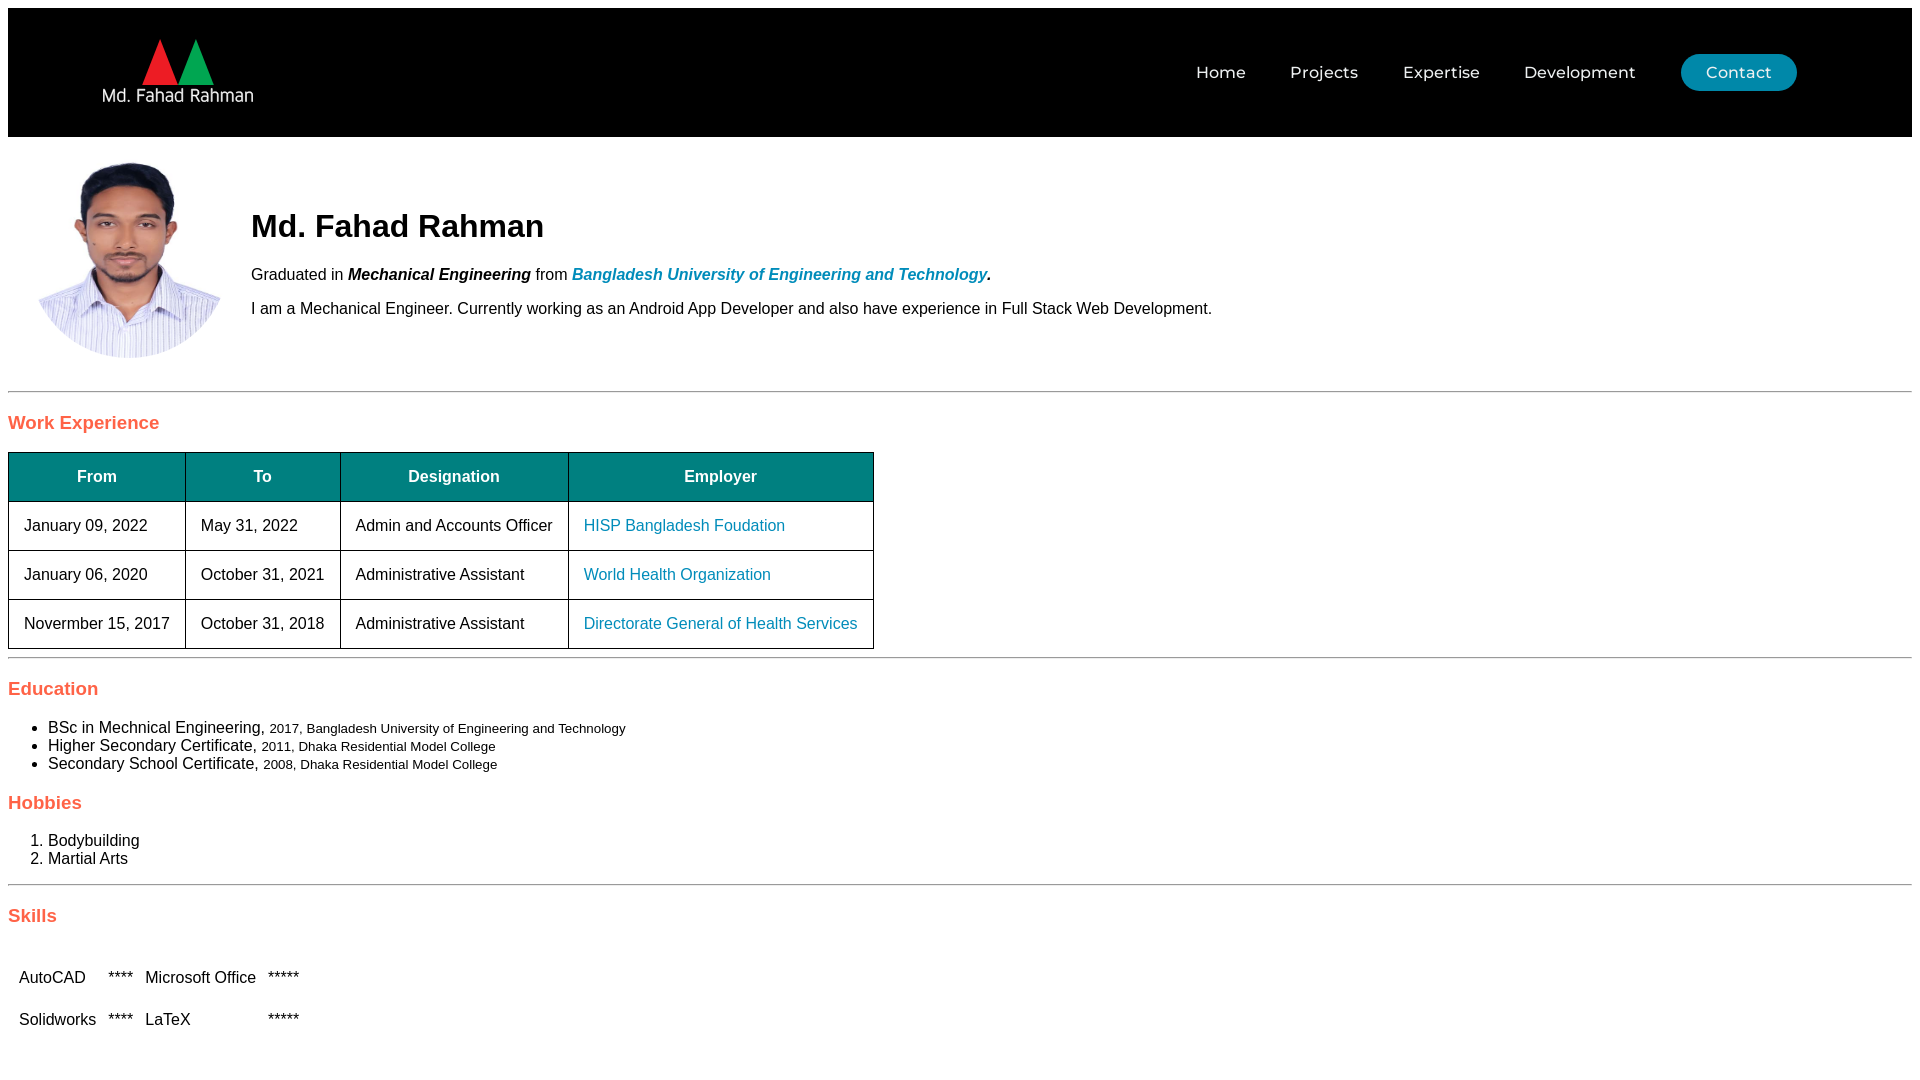 Md. Fahad Rahman
Home Projects Expertise Development Contact
Md. Fahad Rahman
Graduated in Mechanical Engineering from Bangladesh University of Engineering and Technology.
I am a Mechanical Engineer. Currently working as an Android App Developer and also have experience in Full Stack Web Development.
Work Experience
From To Designation Employer
January 09, 2022 May 31, 2022 Admin and Accounts Officer HISP Bangladesh Foudation
January 06, 2020 October 31, 2021 Administrative Assistant World Health Organization
Novermber 15, 2017 October 31, 2018 Administrative Assistant Directorate General of Health Services
Education
• BSc in Mechnical Engineering, 2017, Bangladesh University of Engineering and Technology
• Higher Secondary Certificate, 2011, Dhaka Residential Model College
• Secondary School Certificate, 2008, Dhaka Residential Model College
Hobbies
1. Bodybuilding
2. Martial Arts
Skills
AutoCAD **** Microsoft Office *****
Solidworks **** LaTeX *****